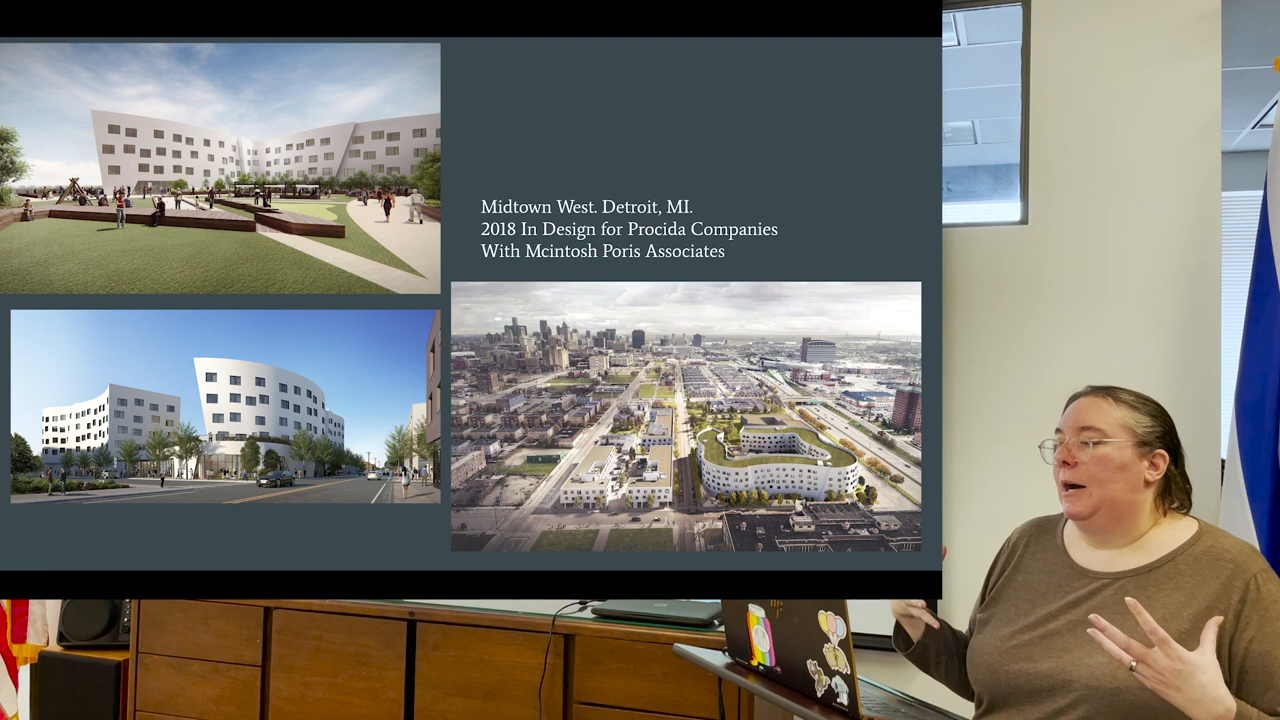 Midtown West. Detroit, MI.
2018 In Design for Procida Companies
With Mcintosh Poris Associates